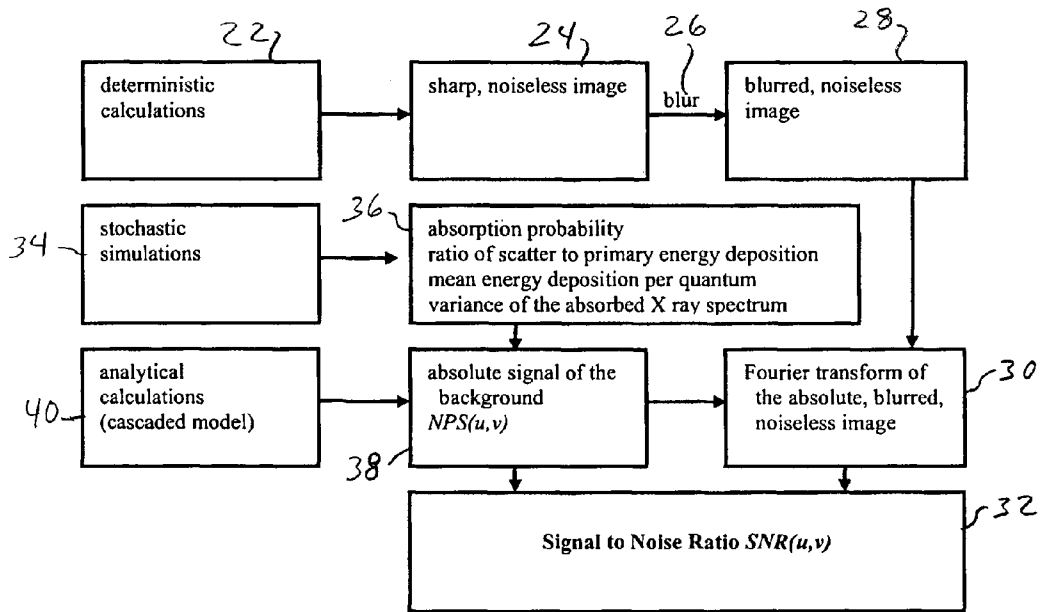 22
24
26
28
deterministic
calculations
sharp, noiseless image
blur
blurred, noiseless
image
34
stochastic
simulations
36
absorption probability
ratio of scatter to primary energy deposition
mean energy deposition per quantum
variance of the absorbed X ray spectrum
40
analytical
calculations
(cascaded model)
38
absolute signal of the
background
NPS(u,v)
Fourier transform of
the absolute, blurred,
noiseless image
30
Signal to Noise Ratio SNR(u,v)
32